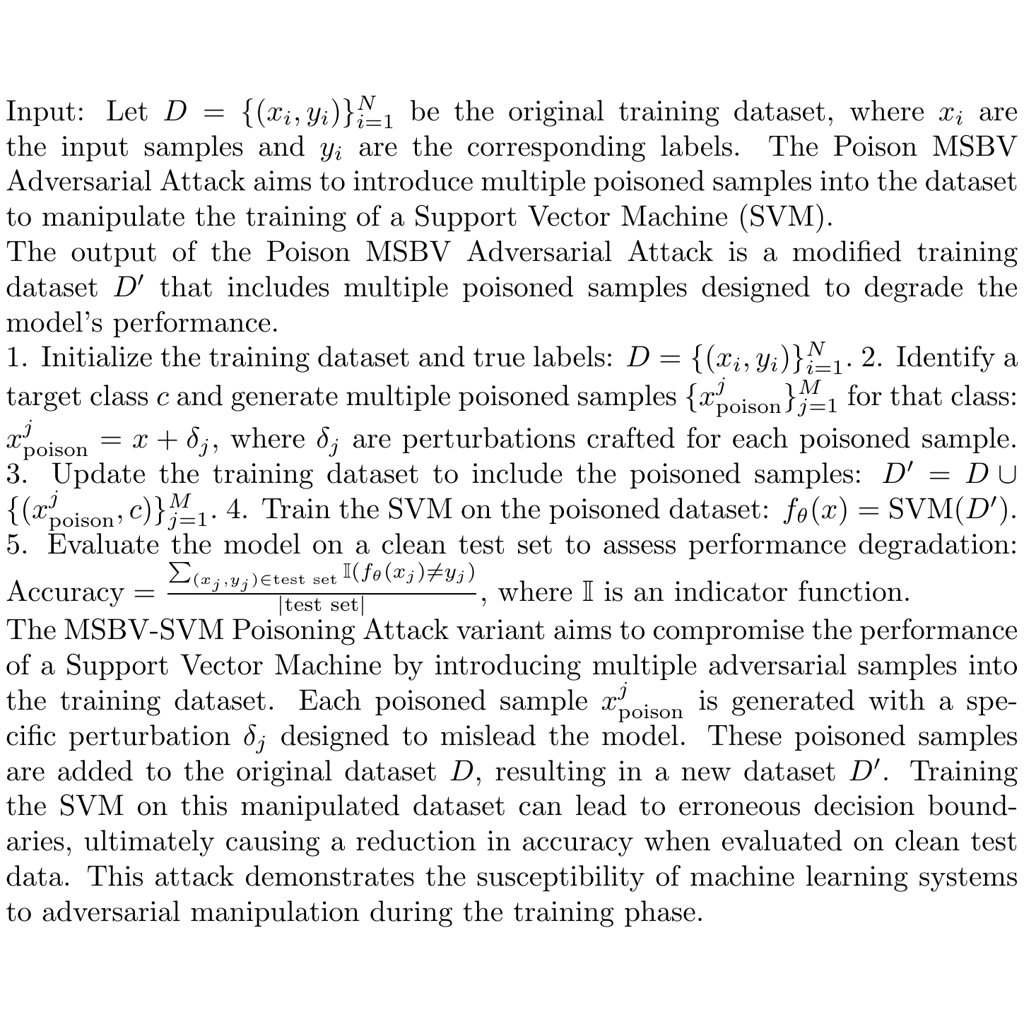 Input: Let $D = \{(x_i, y_i)\}_{i=1}^N$ be the original training dataset, where $x_i$ are
the input samples and $y_i$ are the corresponding labels. The Poison MSBV
Adversarial Attack aims to introduce multiple poisoned samples into the dataset
to manipulate the training of a Support Vector Machine (SVM).
The output of the Poison MSBV Adversarial Attack is a modified training
dataset $D'$ that includes multiple poisoned samples designed to degrade the
model's performance.
1. Initialize the training dataset and true labels: $D = \{(x_i, y_i)\}_{i=1}^N$. 2. Identify a
target class $c$ and generate multiple poisoned samples $\{x_{\text{poison}}^j\}_{j=1}^M$ for that class:
$x_{\text{poison}}^j = x + \delta_j$, where $\delta_j$ are perturbations crafted for each poisoned sample.
3. Update the training dataset to include the poisoned samples: $D' = D \cup$
$\{(x_{\text{poison}}^j, c)\}_{j=1}^M$. 4. Train the SVM on the poisoned dataset: $f_\theta(x) = \text{SVM}(D')$.
5. Evaluate the model on a clean test set to assess performance degradation:
Accuracy = $\frac{\sum_{(x_j, y_j) \in \text{test set}} \mathbb{I}(f_\theta(x_j) \neq y_j)}{|\text{test set}|}$, where $\mathbb{I}$ is an indicator function.
The MSBV-SVM Poisoning Attack variant aims to compromise the performance
of a Support Vector Machine by introducing multiple adversarial samples into
the training dataset. Each poisoned sample $x_{\text{poison}}^j$ is generated with a spe-
cific perturbation $\delta_j$ designed to mislead the model. These poisoned samples
are added to the original dataset $D$, resulting in a new dataset $D'$. Training
the SVM on this manipulated dataset can lead to erroneous decision bound-
aries, ultimately causing a reduction in accuracy when evaluated on clean test
data. This attack demonstrates the susceptibility of machine learning systems
to adversarial manipulation during the training phase.